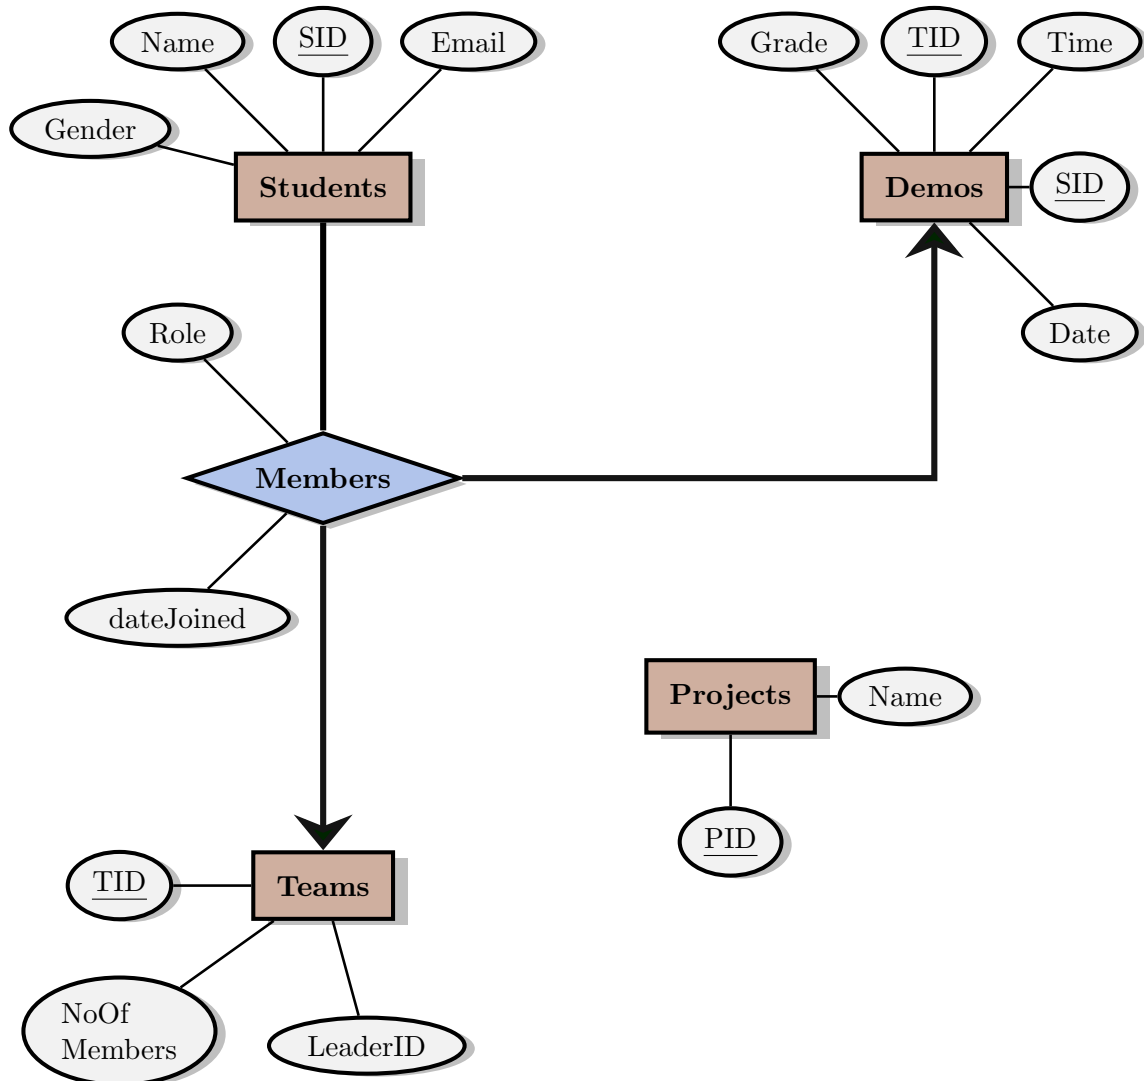 Name
SID
Email
Grade
TID
Time
Gender
Students
Demos
SID
Role
Date
Members
dateJoined
Projects
Name
PID
TID
Teams
NoOf
Members
LeaderID